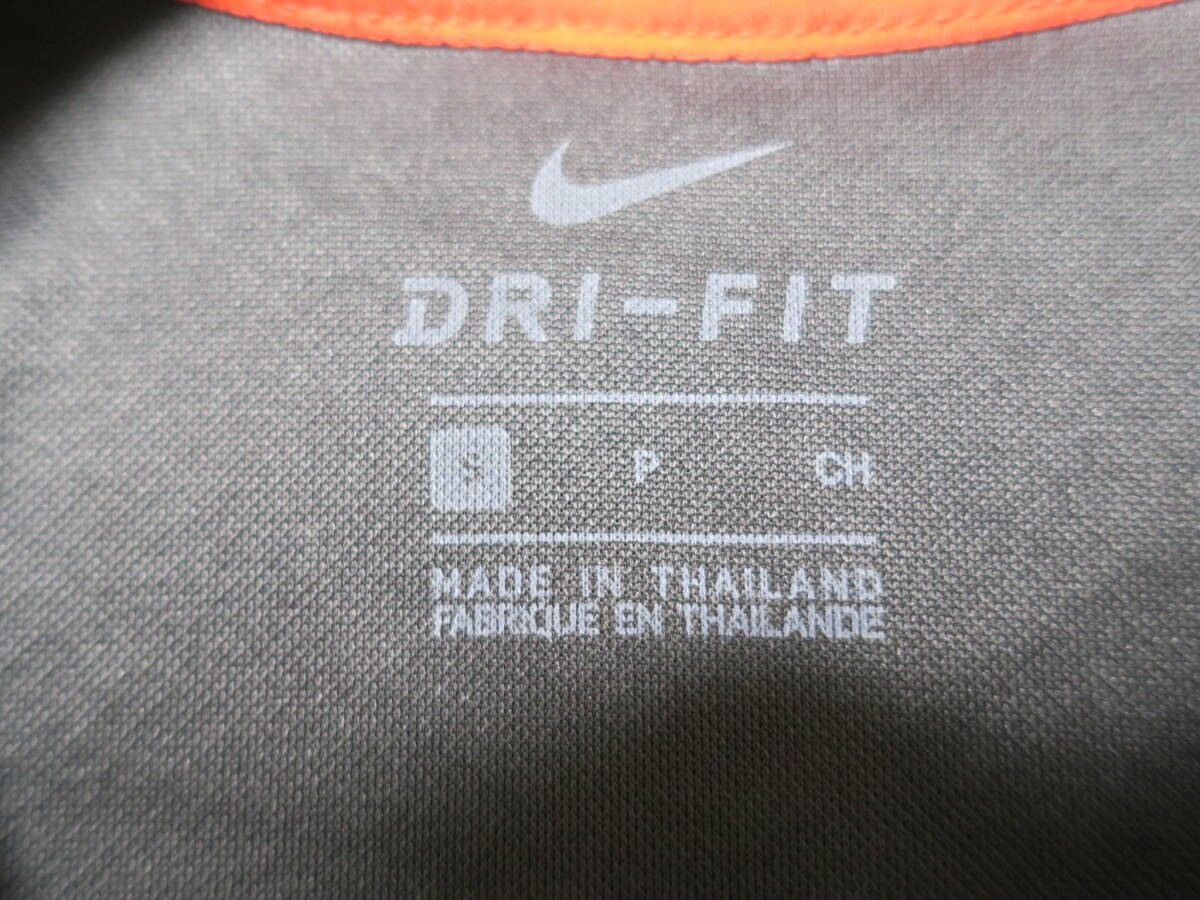 DRI-FIT
S P CH
MADE IN THAILAND
FABRIQUE EN THAILANDE